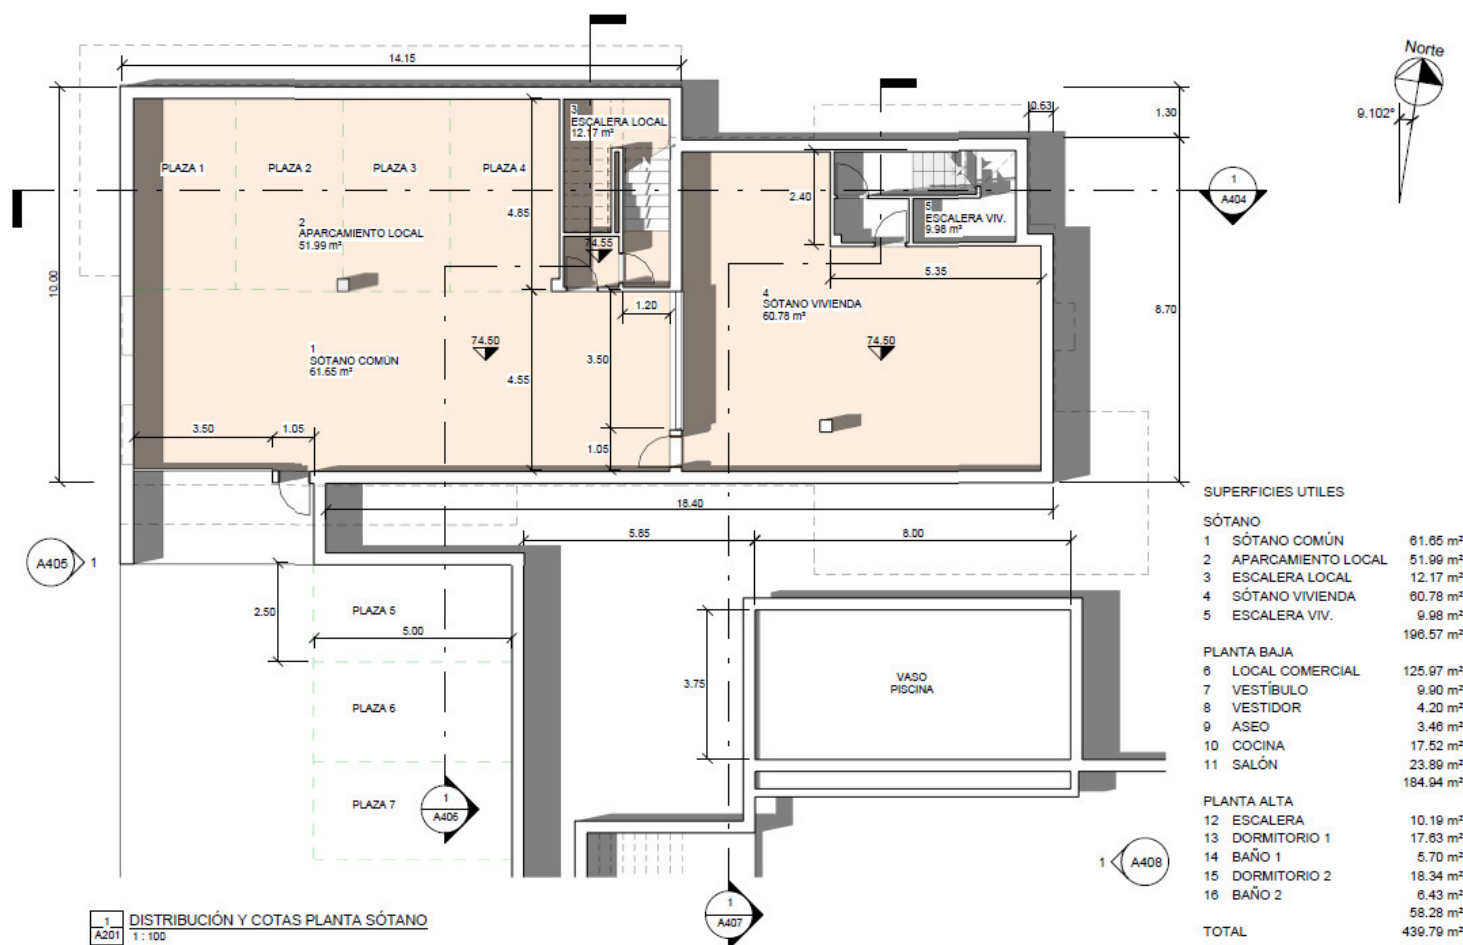 14.15
Norte
9.102°
0.63
1.30
3
ESCALERA LOCAL
12.17 m²
PLAZA 1
PLAZA 2
PLAZA 3
PLAZA 4
1
A404
2.40
4.85
5
ESCALERA VIV.
9.98 m²
2
APARCAMIENTO LOCAL
51.99 m²
74.55
10.00
5.35
4
SÓTANO VIVIENDA
60.78 m²
1.20
8.70
1
SÓTANO COMÚN
61.65 m²
74.50
74.50
3.50
4.55
3.50
1.05
1.05
18.40
5.85
8.00
A405
1
2.50
PLAZA 5
5.00
3.75
VASO
PISCINA
PLAZA 6
PLAZA 7
1
A406
1
A408
1
A407
1
A201
DISTRIBUCIÓN Y COTAS PLANTA SÓTANO
1 : 100
SUPERFICIES UTILES
SÓTANO
1 SÓTANO COMÚN 61.65 m²
2 APARCAMIENTO LOCAL 51.99 m²
3 ESCALERA LOCAL 12.17 m²
4 SÓTANO VIVIENDA 60.78 m²
5 ESCALERA VIV. 9.98 m²
196.57 m²
PLANTA BAJA
6 LOCAL COMERCIAL 125.97 m²
7 VESTÍBULO 9.90 m²
8 VESTIDOR 4.20 m²
9 ASEO 3.46 m²
10 COCINA 17.52 m²
11 SALÓN 23.89 m²
184.94 m²
PLANTA ALTA
12 ESCALERA 10.19 m²
13 DORMITORIO 1 17.63 m²
14 BAÑO 1 5.70 m²
15 DORMITORIO 2 18.34 m²
16 BAÑO 2 6.43 m²
58.28 m²
TOTAL 439.79 m²